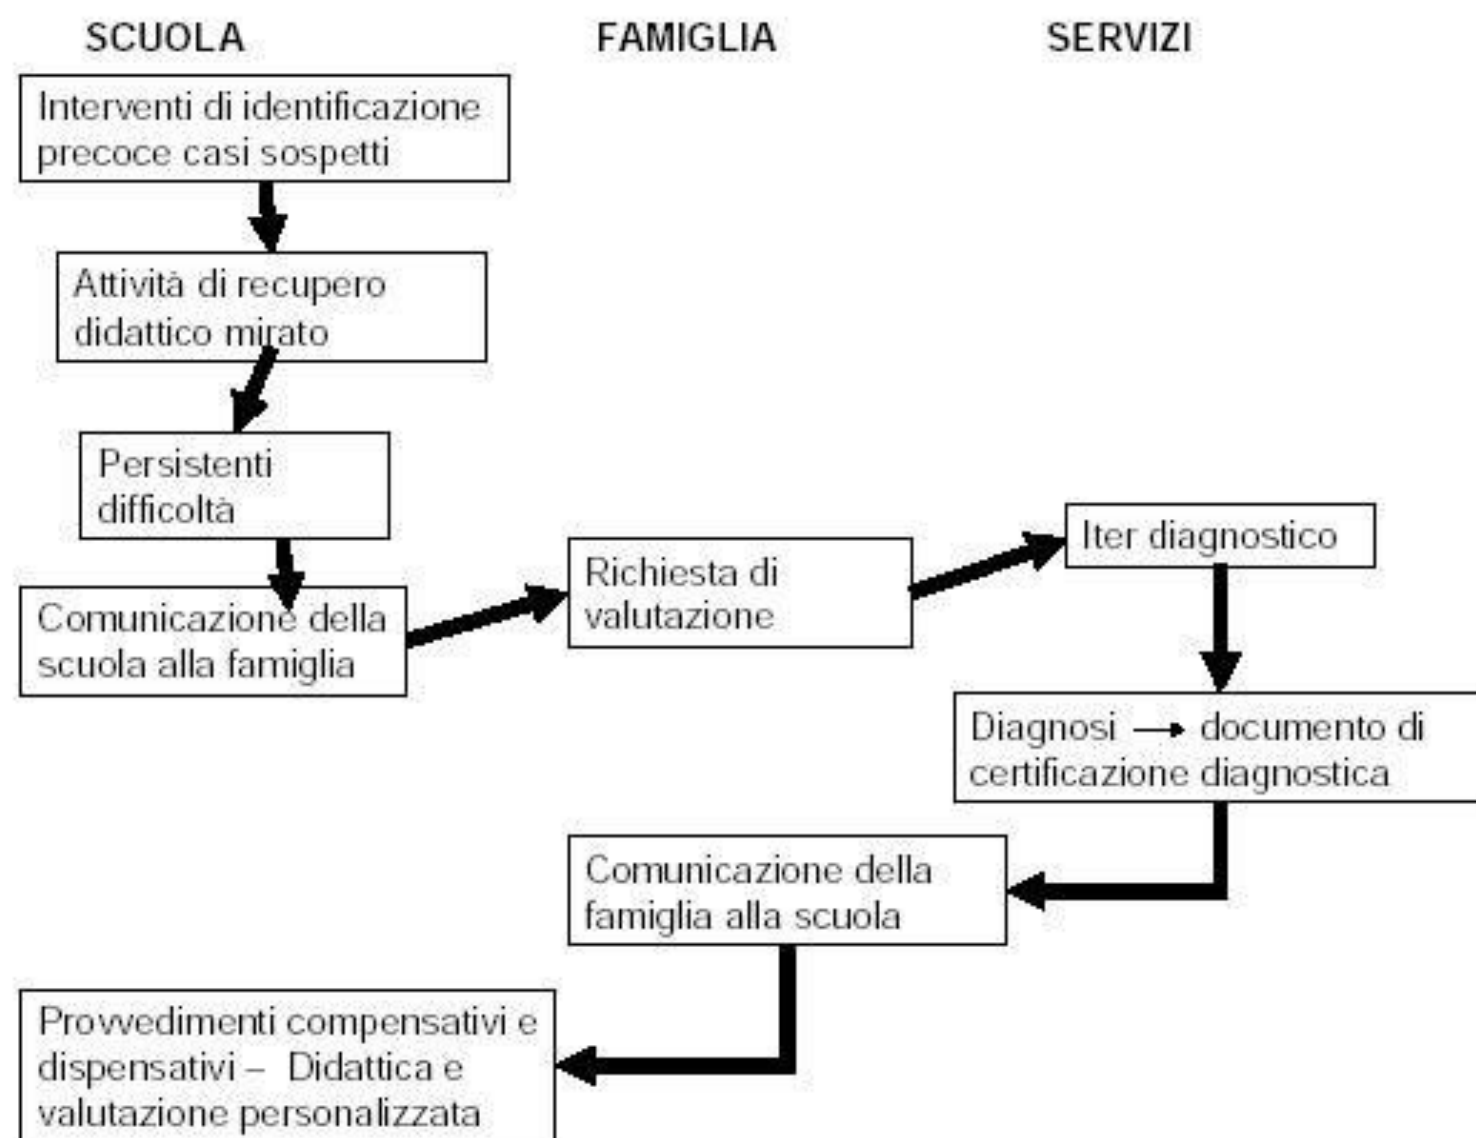 SCUOLA
FAMIGLIA
SERVIZI
Interventi di identificazione
precoce casi sospetti
Attività di recupero
didattico mirato
Persistenti
difficoltà
Comunicazione della
scuola alla famiglia
Richiesta di
valutazione
Iter diagnostico
Diagnosi → documento di
certificazione diagnostica
Comunicazione della
famiglia alla scuola
Provvedimenti compensativi e
dispensativi – Didattica e
valutazione personalizzata